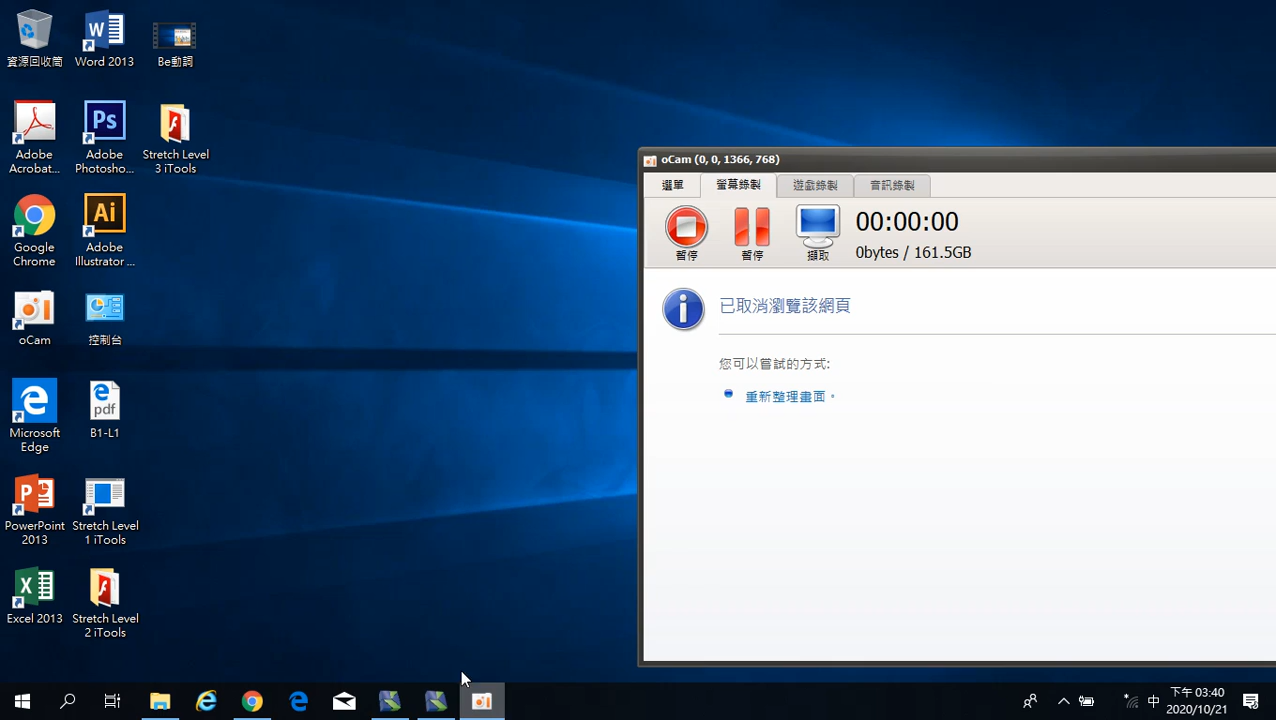 資源回收筒
Word 2013
Be動詞
Adobe Acrobat...
Adobe Photosho...
Stretch Level 3 iTools
Google Chrome
Adobe Illustrator ...
oCam
控制台
Microsoft Edge
B1-L1
PowerPoint 2013
Stretch Level 1 iTools
Excel 2013
Stretch Level 2 iTools
oCam (0, 0, 1366, 768)
選單 螢幕錄製 遊戲錄製 音訊錄製
暫停 暫停 擷取
00:00:00
0bytes / 161.5GB
已取消瀏覽該網頁
您可以嘗試的方式:
重新整理畫面。
中
下午 03:40
2020/10/21